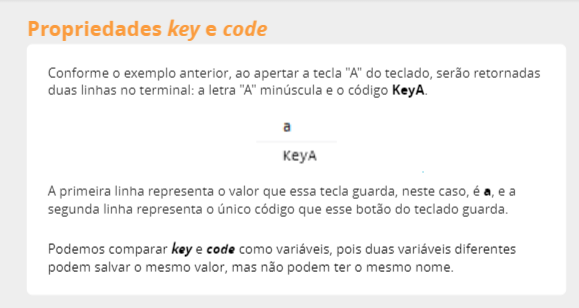 Propriedades key e code
Conforme o exemplo anterior, ao apertar a tecla "A" do teclado, serão retornadas
duas linhas no terminal: a letra "A" minúscula e o código KeyA.
a
KeyA
A primeira linha representa o valor que essa tecla guarda, neste caso, é a, e a
segunda linha representa o único código que esse botão do teclado guarda.
Podemos comparar key e code como variáveis, pois duas variáveis diferentes
podem salvar o mesmo valor, mas não podem ter o mesmo nome.